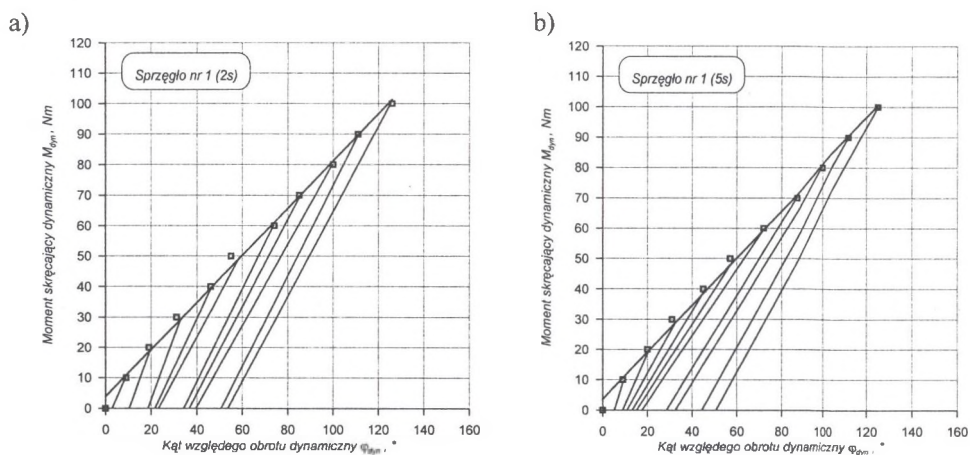 a)
Moment skręcający dynamiczny Mdyn, Nm
120
110
100
90
80
70
60
50
40
30
20
10
0
Sprzęgło nr 1 (2s)
0 20 40 60 80 100 120 140 160
Kąt względego obrotu dynamiczny φdyn, °
b)
Moment skręcający dynamiczny Mdyn, Nm
120
110
100
90
80
70
60
50
40
30
20
10
0
Sprzęgło nr 1 (5s)
0 20 40 60 80 100 120 140 160
Kąt względego obrotu dynamiczny φdyn, °